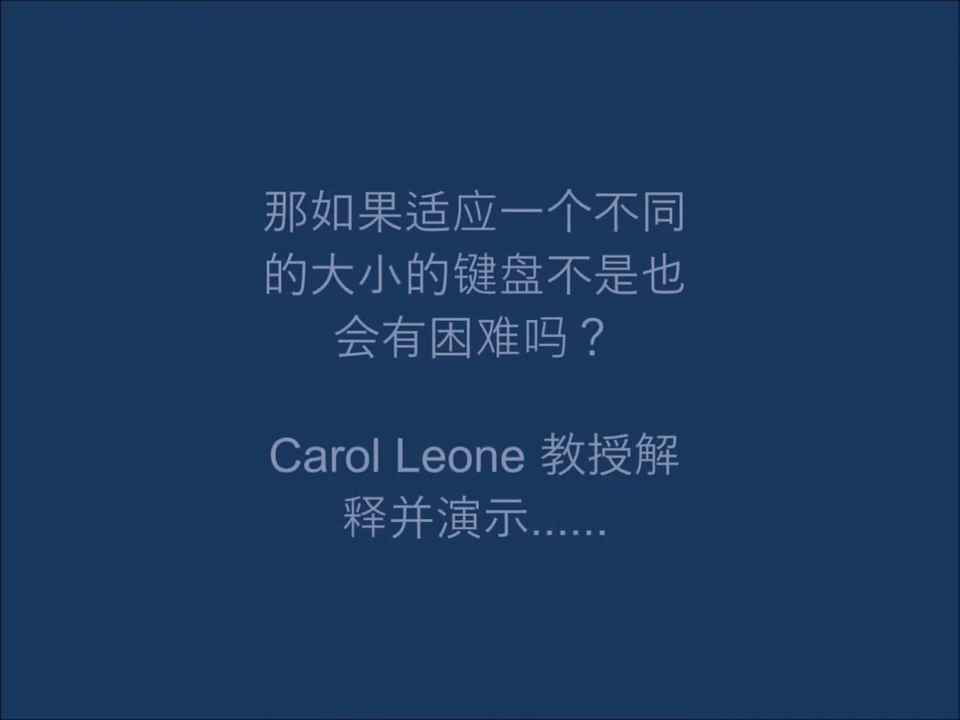 那如果适应一个不同
的大小的键盘不是也
会有困难吗？
Carol Leone 教授解
释并演示......